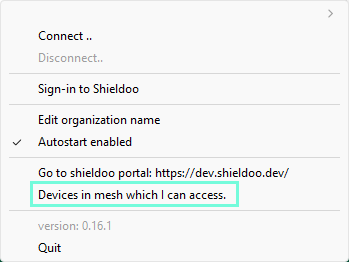 Connect ..
Disconnect..
Sign-in to Shieldoo
Edit organization name
Autostart enabled
Go to shieldoo portal: https://dev.shieldoo.dev/
Devices in mesh which I can access.
version: 0.16.1
Quit